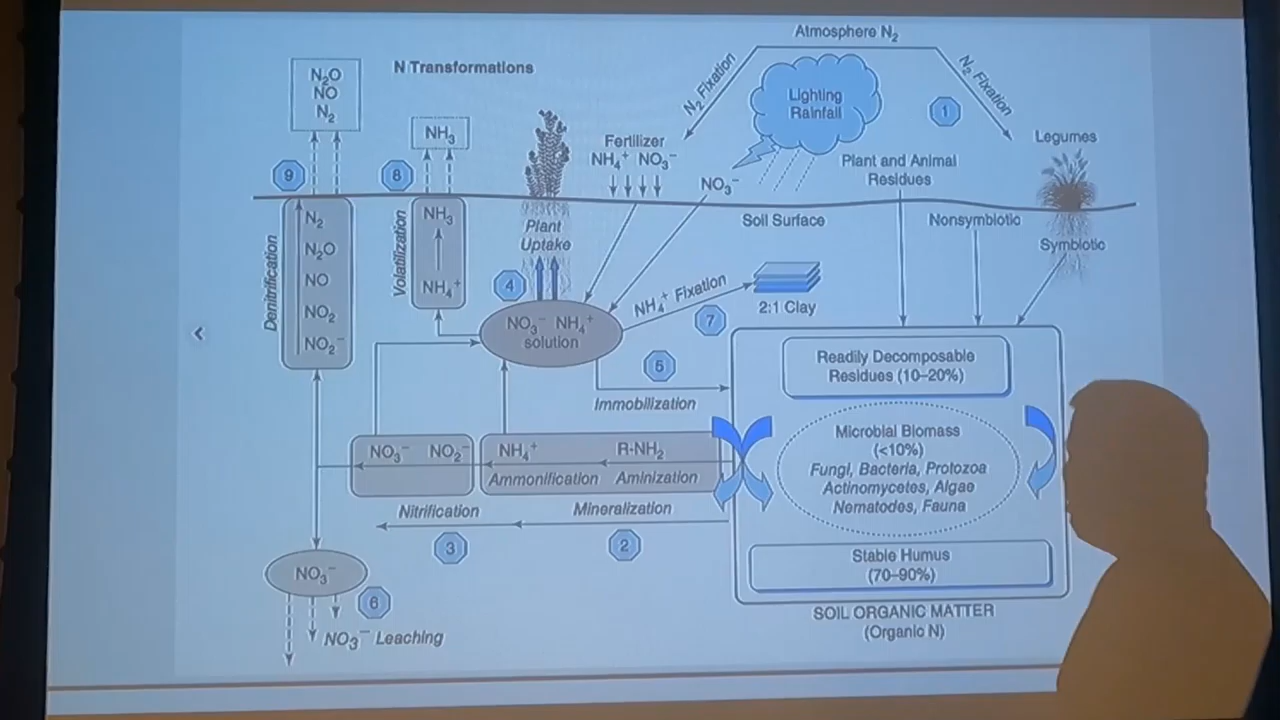 Atmosphere N₂
N Transformations
N₂ Fixation
N₂ Fixation
N₂O
NO
N₂
Lighting
Rainfall
1
Legumes
NH₃
Fertilizer
NH₄⁺ NO₃⁻
Plant and Animal
Residues
9
8
NO₃⁻
Soil Surface
Nonsymbiotic
Symbiotic
Denitrification
N₂
N₂O
NO
NO₂
NO₂⁻
Volatilization
NH₃
NH₄⁺
Plant
Uptake
4
NO₃⁻ NH₄⁺
solution
NH₄⁺ Fixation
7
2:1 Clay
5
Immobilization
Readily Decomposable
Residues (10–20%)
Microbial Biomass
(<10%)
Fungi, Bacteria, Protozoa
Actinomycetes, Algae
Nematodes, Fauna
Stable Humus
(70–90%)
SOIL ORGANIC MATTER
(Organic N)
NO₃⁻ NO₂⁻
NH₄⁺ R-NH₂
Ammonification Aminization
Nitrification
Mineralization
3
2
NO₃⁻
6
NO₃⁻ Leaching